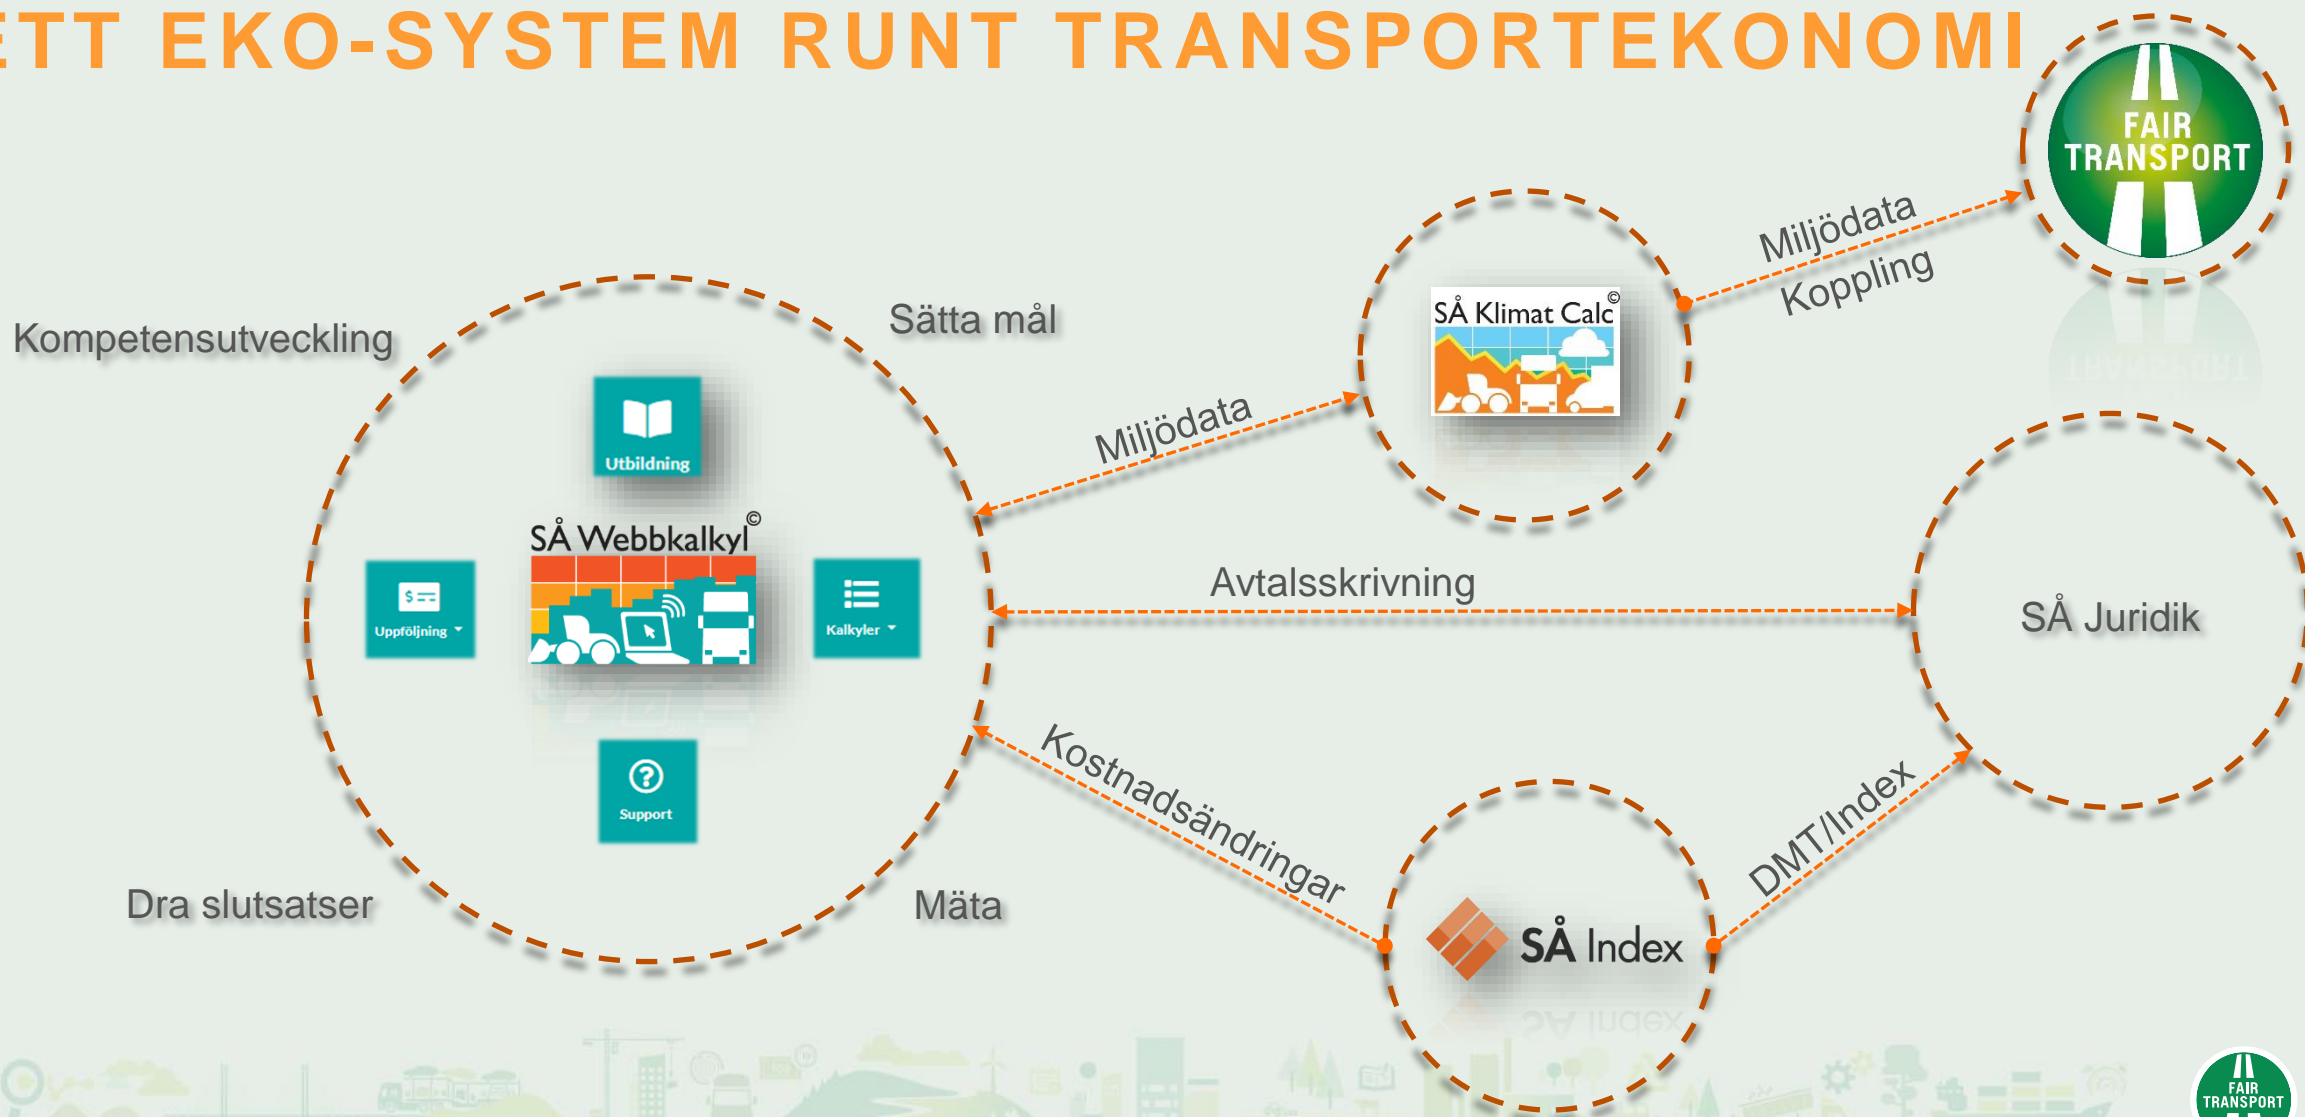 ETT EKO-SYSTEM RUNT TRANSPORTEKONOMI
FAIR
TRANSPORT
Miljödata
Koppling
SÅ Klimat Calc©
Sätta mål
Kompetensutveckling
Utbildning
Miljödata
SÅ Webbkalkyl©
Uppföljning
Kalkyler
Avtalsskrivning
SÅ Juridik
Support
Kostnadsändringar
DMT/Index
Dra slutsatser
Mäta
SÅ Index
FAIR
TRANSPORT